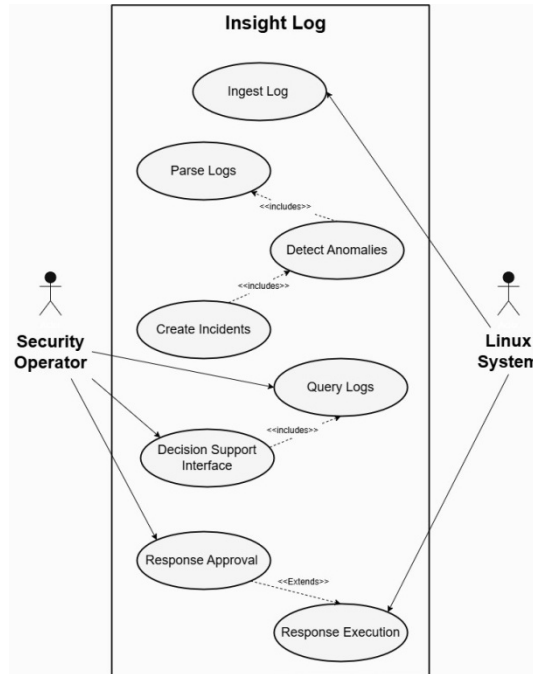 Insight Log
Ingest Log
Parse Logs
<<includes>>
Detect Anomalies
<<includes>>
Create Incidents
Security
Operator
Linux
System
Query Logs
<<includes>>
Decision Support
Interface
Response Approval
<<Extends>>
Response Execution